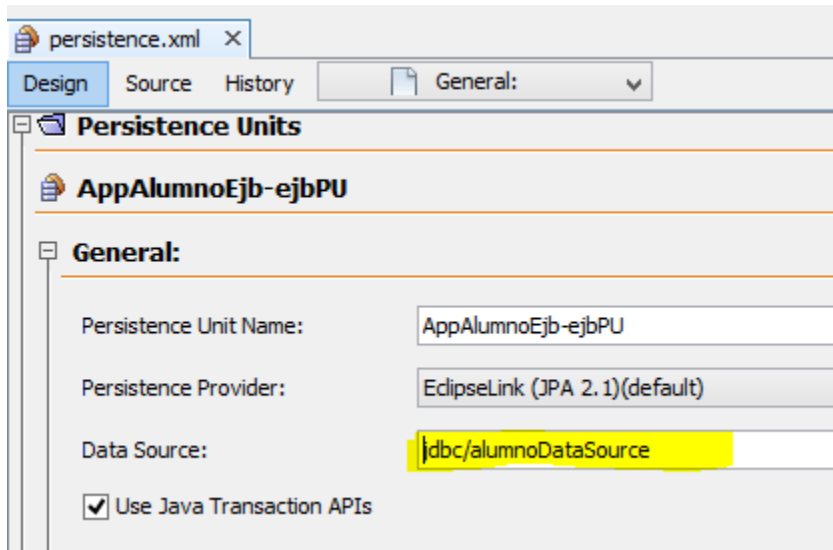 persistence.xml
Design Source History General:
Persistence Units
AppAlumnoEjb-ejbPU
General:
Persistence Unit Name: AppAlumnoEjb-ejbPU
Persistence Provider: EclipseLink (JPA 2.1)(default)
Data Source: jdbc/alumnoDataSource
Use Java Transaction APIs